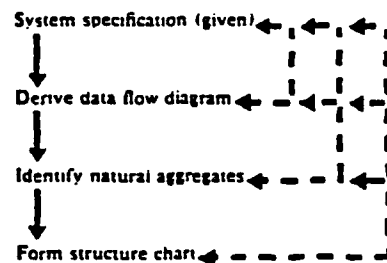 System specification (given)
Derive data flow diagram
Identify natural aggregates
Form structure chart